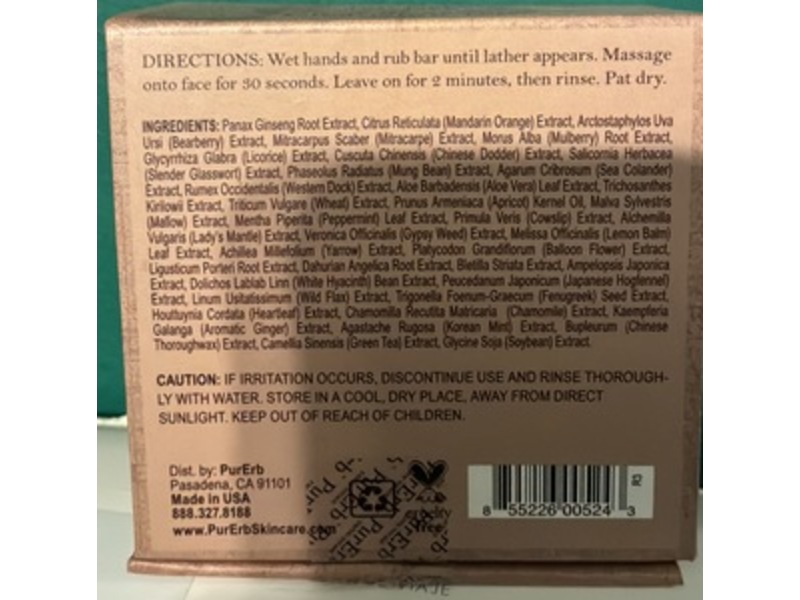 DIRECTIONS: Wet hands and rub bar until lather appears. Massage
onto face for 30 seconds. Leave on for 2 minutes, then rinse. Pat dry.
INGREDIENTS: Panax Ginseng Root Extract, Citrus Reticulata (Mandarin Orange) Extract, Arctostaphylos Uva
Ursi (Bearberry) Extract, Mitracarpus Scaber (Mitracarpe) Extract, Morus Alba (Mulberry) Root Extract,
Glycyrrhiza Glabra (Licorice) Extract, Cuscuta Chinensis (Chinese Dodder) Extract, Salicornia Herbacea
(Slender Glasswort) Extract, Phaseolus Radiatus (Mung Bean) Extract, Agarum Cribrosum (Sea Colander)
Extract, Rumex Occidentalis (Western Dock) Extract, Aloe Barbadensis (Aloe Vera) Leaf Extract, Trichosanthes
Kirilowii Extract, Triticum Vulgare (Wheat) Extract, Prunus Armeniaca (Apricot) Kernel Oil, Malva Sylvestris
(Mallow) Extract, Mentha Piperita (Peppermint) Leaf Extract, Primula Veris (Cowslip) Extract, Alchemilla
Vulgaris (Lady's Mantle) Extract, Veronica Officinalis (Gypsy Weed) Extract, Melissa Officinalis (Lemon Balm)
Leaf Extract, Achillea Millefolium (Yarrow) Extract, Platycodon Grandiflorum (Balloon Flower) Extract,
Ligusticum Porteri Root Extract, Dahurian Angelica Root Extract, Bletilla Striata Extract, Ampelopsis Japonica
Extract, Dolichos Lablab Linn (White Hyacinth) Bean Extract, Peucedanum Japonicum (Japanese Hogfennel)
Extract, Linum Usitatissimum (Wild Flax) Extract, Trigonella Foenum-Graecum (Fenugreek) Seed Extract,
Houttuynia Cordata (Heartleaf) Extract, Chamomilla Recutita Matricaria (Chamomile) Extract, Kaempferia
Galanga (Aromatic Ginger) Extract, Agastache Rugosa (Korean Mint) Extract, Bupleurum (Chinese
Thoroughwax) Extract, Camellia Sinensis (Green Tea) Extract, Glycine Soja (Soybean) Extract.
CAUTION: IF IRRITATION OCCURS, DISCONTINUE USE AND RINSE THOROUGH-
LY WITH WATER. STORE IN A COOL, DRY PLACE, AWAY FROM DIRECT
SUNLIGHT. KEEP OUT OF REACH OF CHILDREN.
Dist. by: PurErb
Pasadena, CA 91101
Made in USA
888.327.8188
www.PurErbSkincare.com
PurErb
cruelty
free
8 55226 00524 3